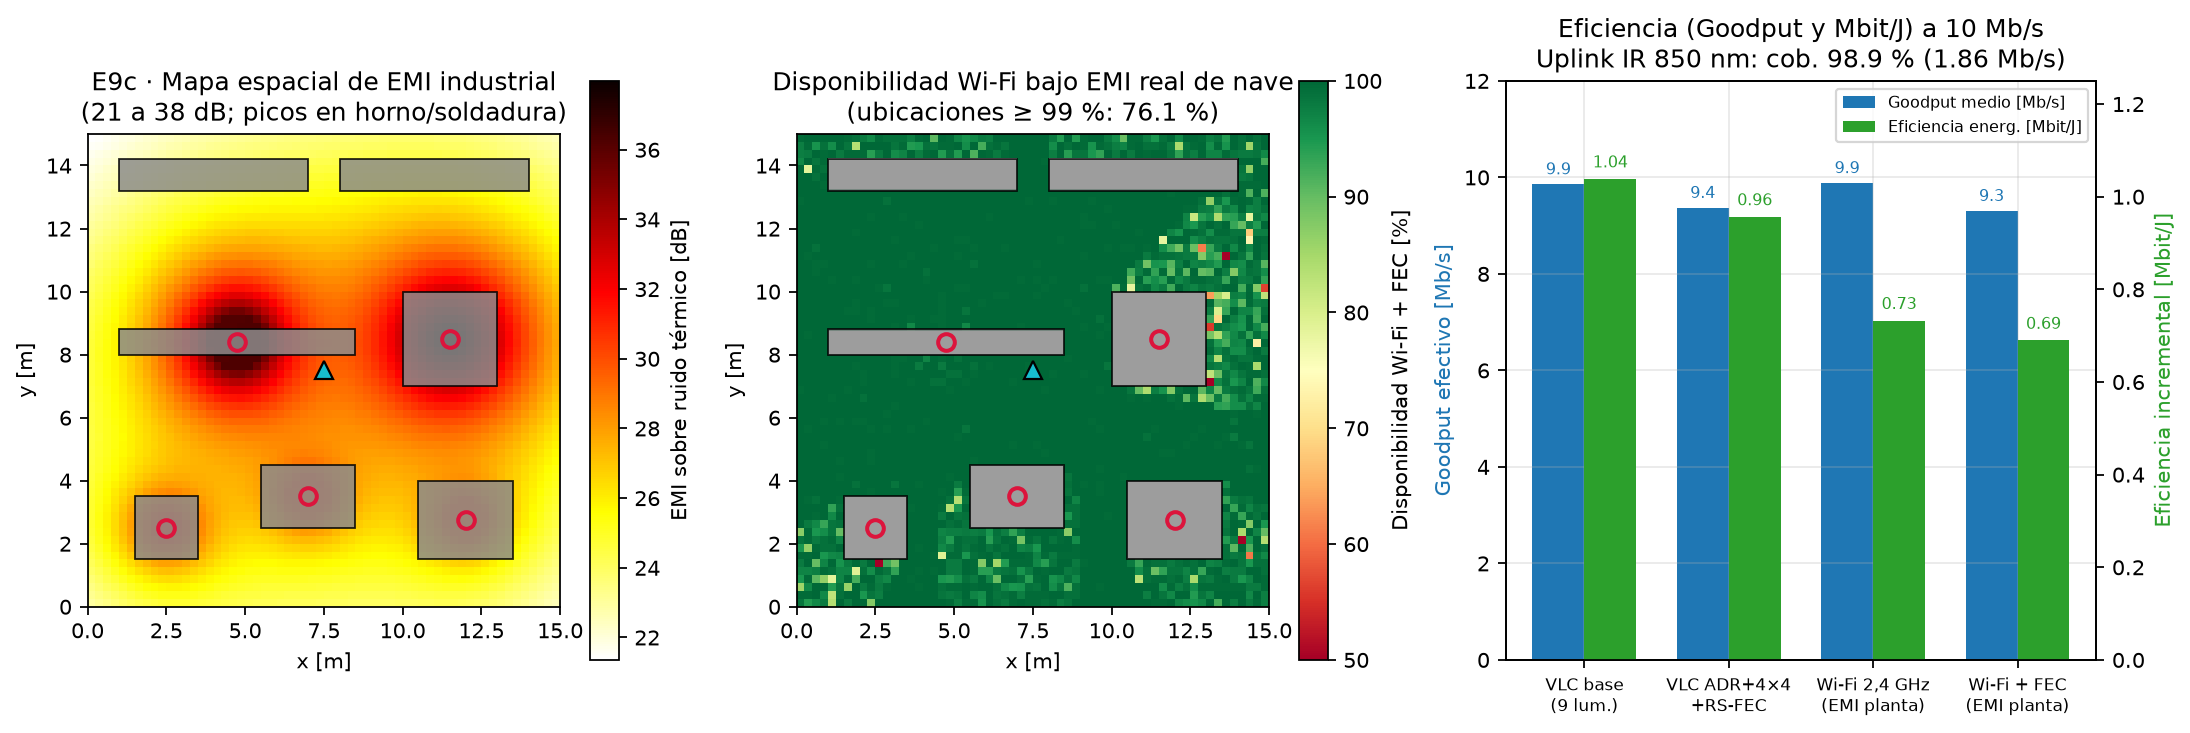 E9c · Mapa espacial de EMI industrial
(21 a 38 dB; picos en horno/soldadura)
14
12
10
8
6
4
2
0
0.0
2.5
5.0
7.5
10.0
12.5
15.0
x [m]
y [m]
36
34
32
30
28
26
24
22
EMI sobre ruido térmico [dB]
Disponibilidad Wi-Fi bajo EMI real de nave
(ubicaciones ≥ 99 %: 76.1 %)
14
12
10
8
6
4
2
0
0.0
2.5
5.0
7.5
10.0
12.5
15.0
x [m]
y [m]
100
90
80
70
60
50
Disponibilidad Wi-Fi + FEC [%]
Eficiencia (Goodput y Mbit/J) a 10 Mb/s
Uplink IR 850 nm: cob. 98.9 % (1.86 Mb/s)
Goodput medio [Mb/s]
Eficiencia energ. [Mbit/J]
12
10
8
6
4
2
0
Goodput efectivo [Mb/s]
9.9
1.04
9.4
0.96
9.9
0.73
9.3
0.69
1.2
1.0
0.8
0.6
0.4
0.2
0.0
Eficiencia incremental [Mbit/J]
VLC base
(9 lum.)
VLC ADR+4×4
+RS-FEC
Wi-Fi 2,4 GHz
(EMI planta)
Wi-Fi + FEC
(EMI planta)